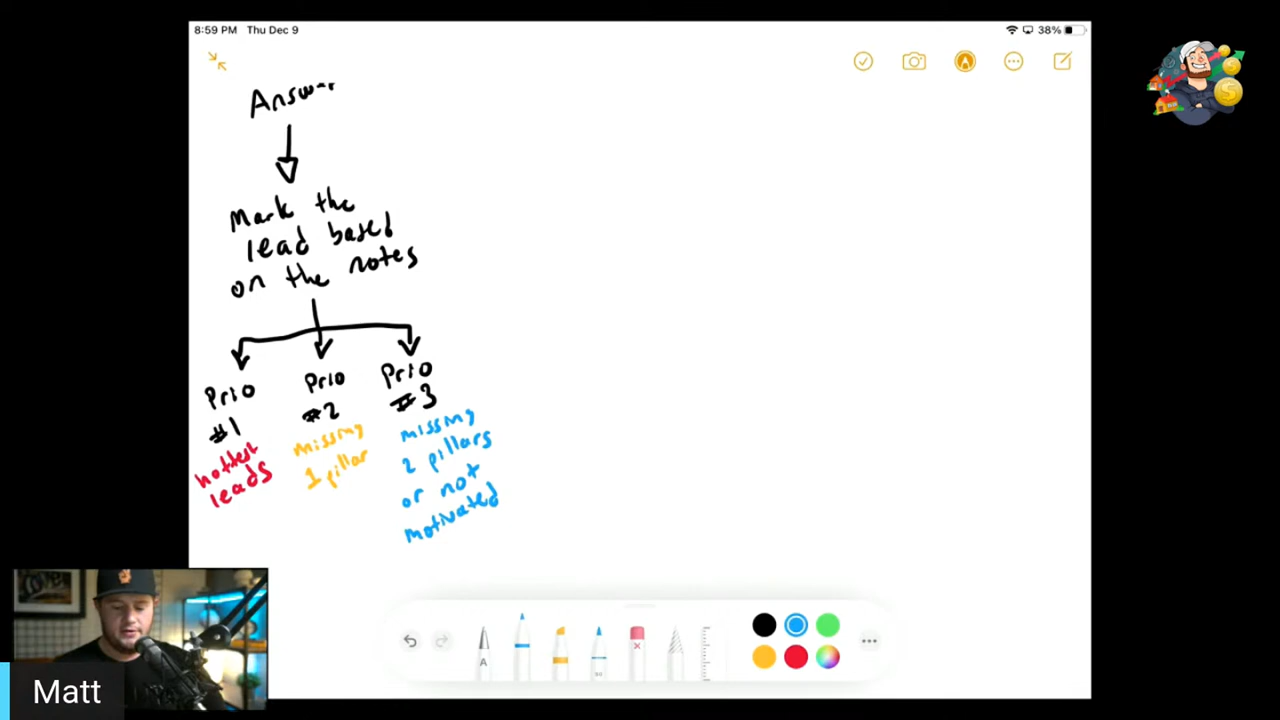 8:59 PM Thu Dec 9
38%
Answer
Mark the
lead based
on the notes
Prio
#1
hottest
leads
Prio
#2
missing
1 pillar
Prio
#3
missing
2 pillars
or not
motivated
A
Matt